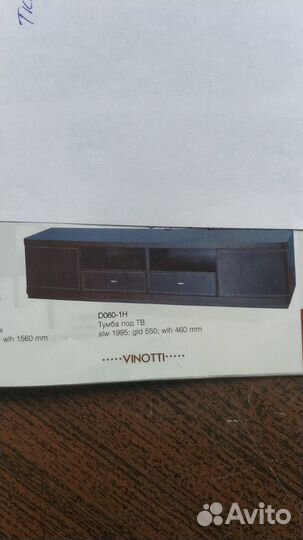 D060-1H
Тумба под ТВ
s/w 1995; g/d 550; w/h 460 mm
w/h 1560 mm
·····VINOTTI·····
Avito